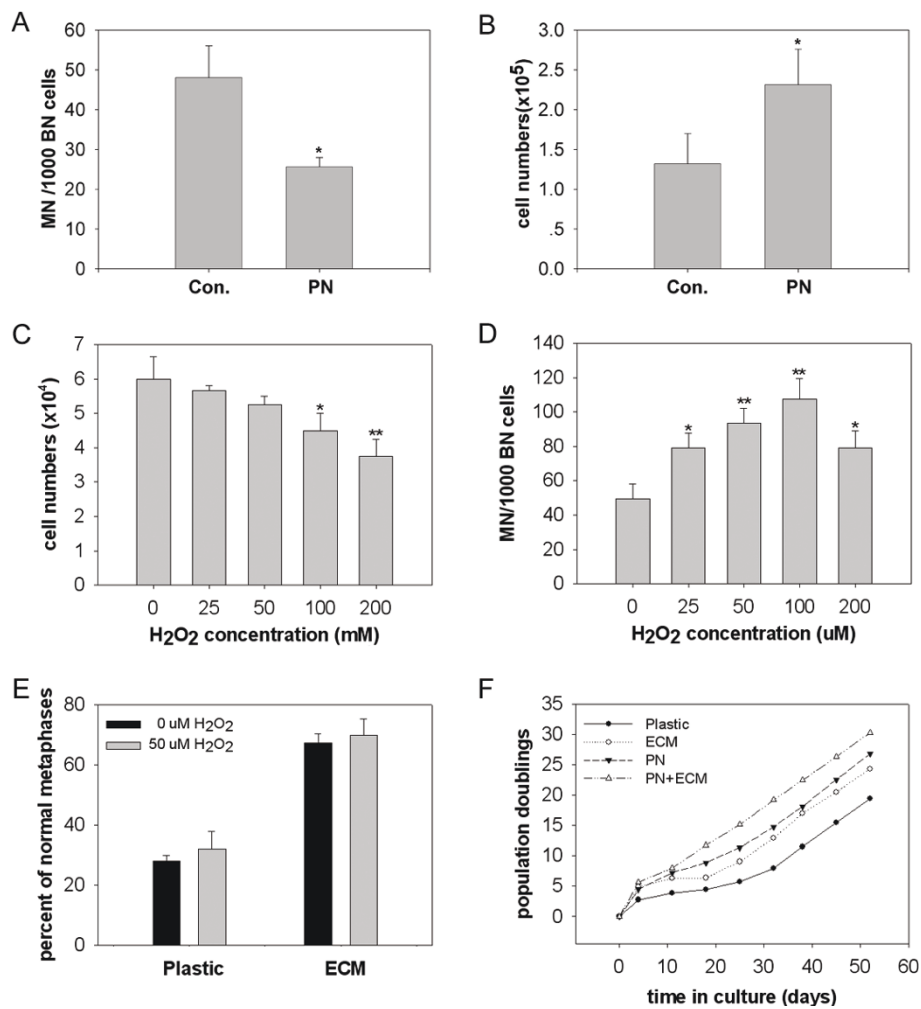 A
MN /1000 BN cells
60
50
40
30
20
10
0
*
Con. PN
B
cell numbers(x10⁵)
3.0
2.5
2.0
1.5
1.0
.5
0.0
*
Con. PN
C
cell numbers (x10⁴)
7
6
5
4
3
2
1
0
* **
0 25 50 100 200
H₂O₂ concentration (mM)
D
MN/1000 BN cells
140
120
100
80
60
40
20
0
* ** ** *
0 25 50 100 200
H₂O₂ concentration (uM)
E
percent of normal metaphases
80
60
40
20
0
0 uM H₂O₂
50 uM H₂O₂
Plastic ECM
F
population doublings
35
30
25
20
15
10
5
0
Plastic
ECM
PN
PN+ECM
0 10 20 30 40 50 60
time in culture (days)